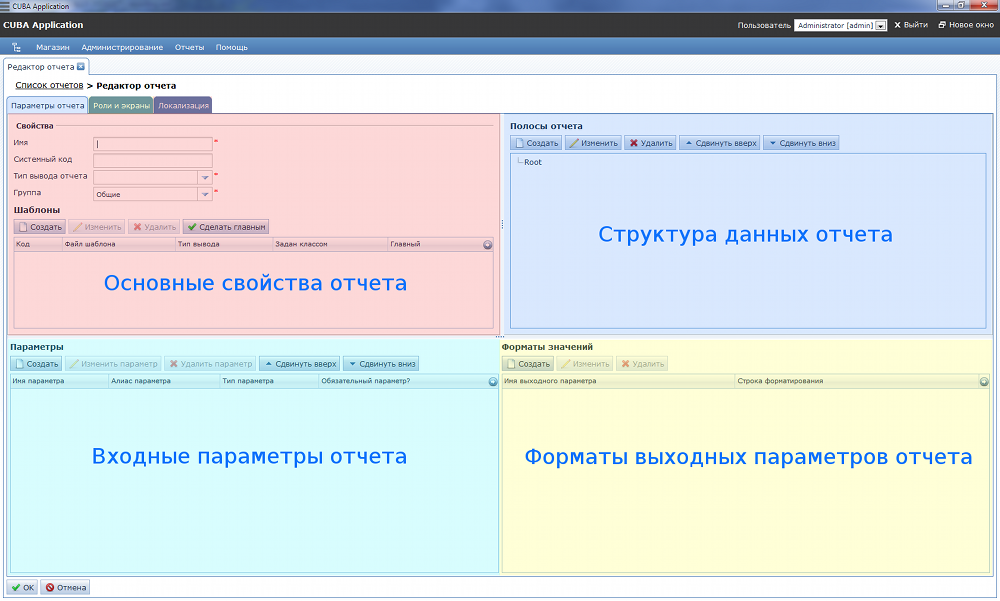 CUBA Application
CUBA Application
Пользователь Administrator [admin] Выйти Новое окно
Магазин Администрирование Отчеты Помощь
Редактор отчета
Список отчетов > Редактор отчета
Параметры отчета Роли и экраны Локализация
Свойства
Имя *
Системный код
Тип вывода отчета *
Группа Общие *
Шаблоны
Создать Изменить Удалить Сделать главным
Код Файл шаблона Тип вывода Задан классом Главный
Основные свойства отчета
Полосы отчета
Создать Изменить Удалить Сдвинуть вверх Сдвинуть вниз
Root
Структура данных отчета
Параметры
Создать Изменить параметр Удалить параметр Сдвинуть вверх Сдвинуть вниз
Имя параметра Алиас параметра Тип параметра Обязательный параметр?
Входные параметры отчета
Форматы значений
Создать Изменить Удалить
Имя выходного параметра Строка форматирования
Форматы выходных параметров отчета
OK Отмена